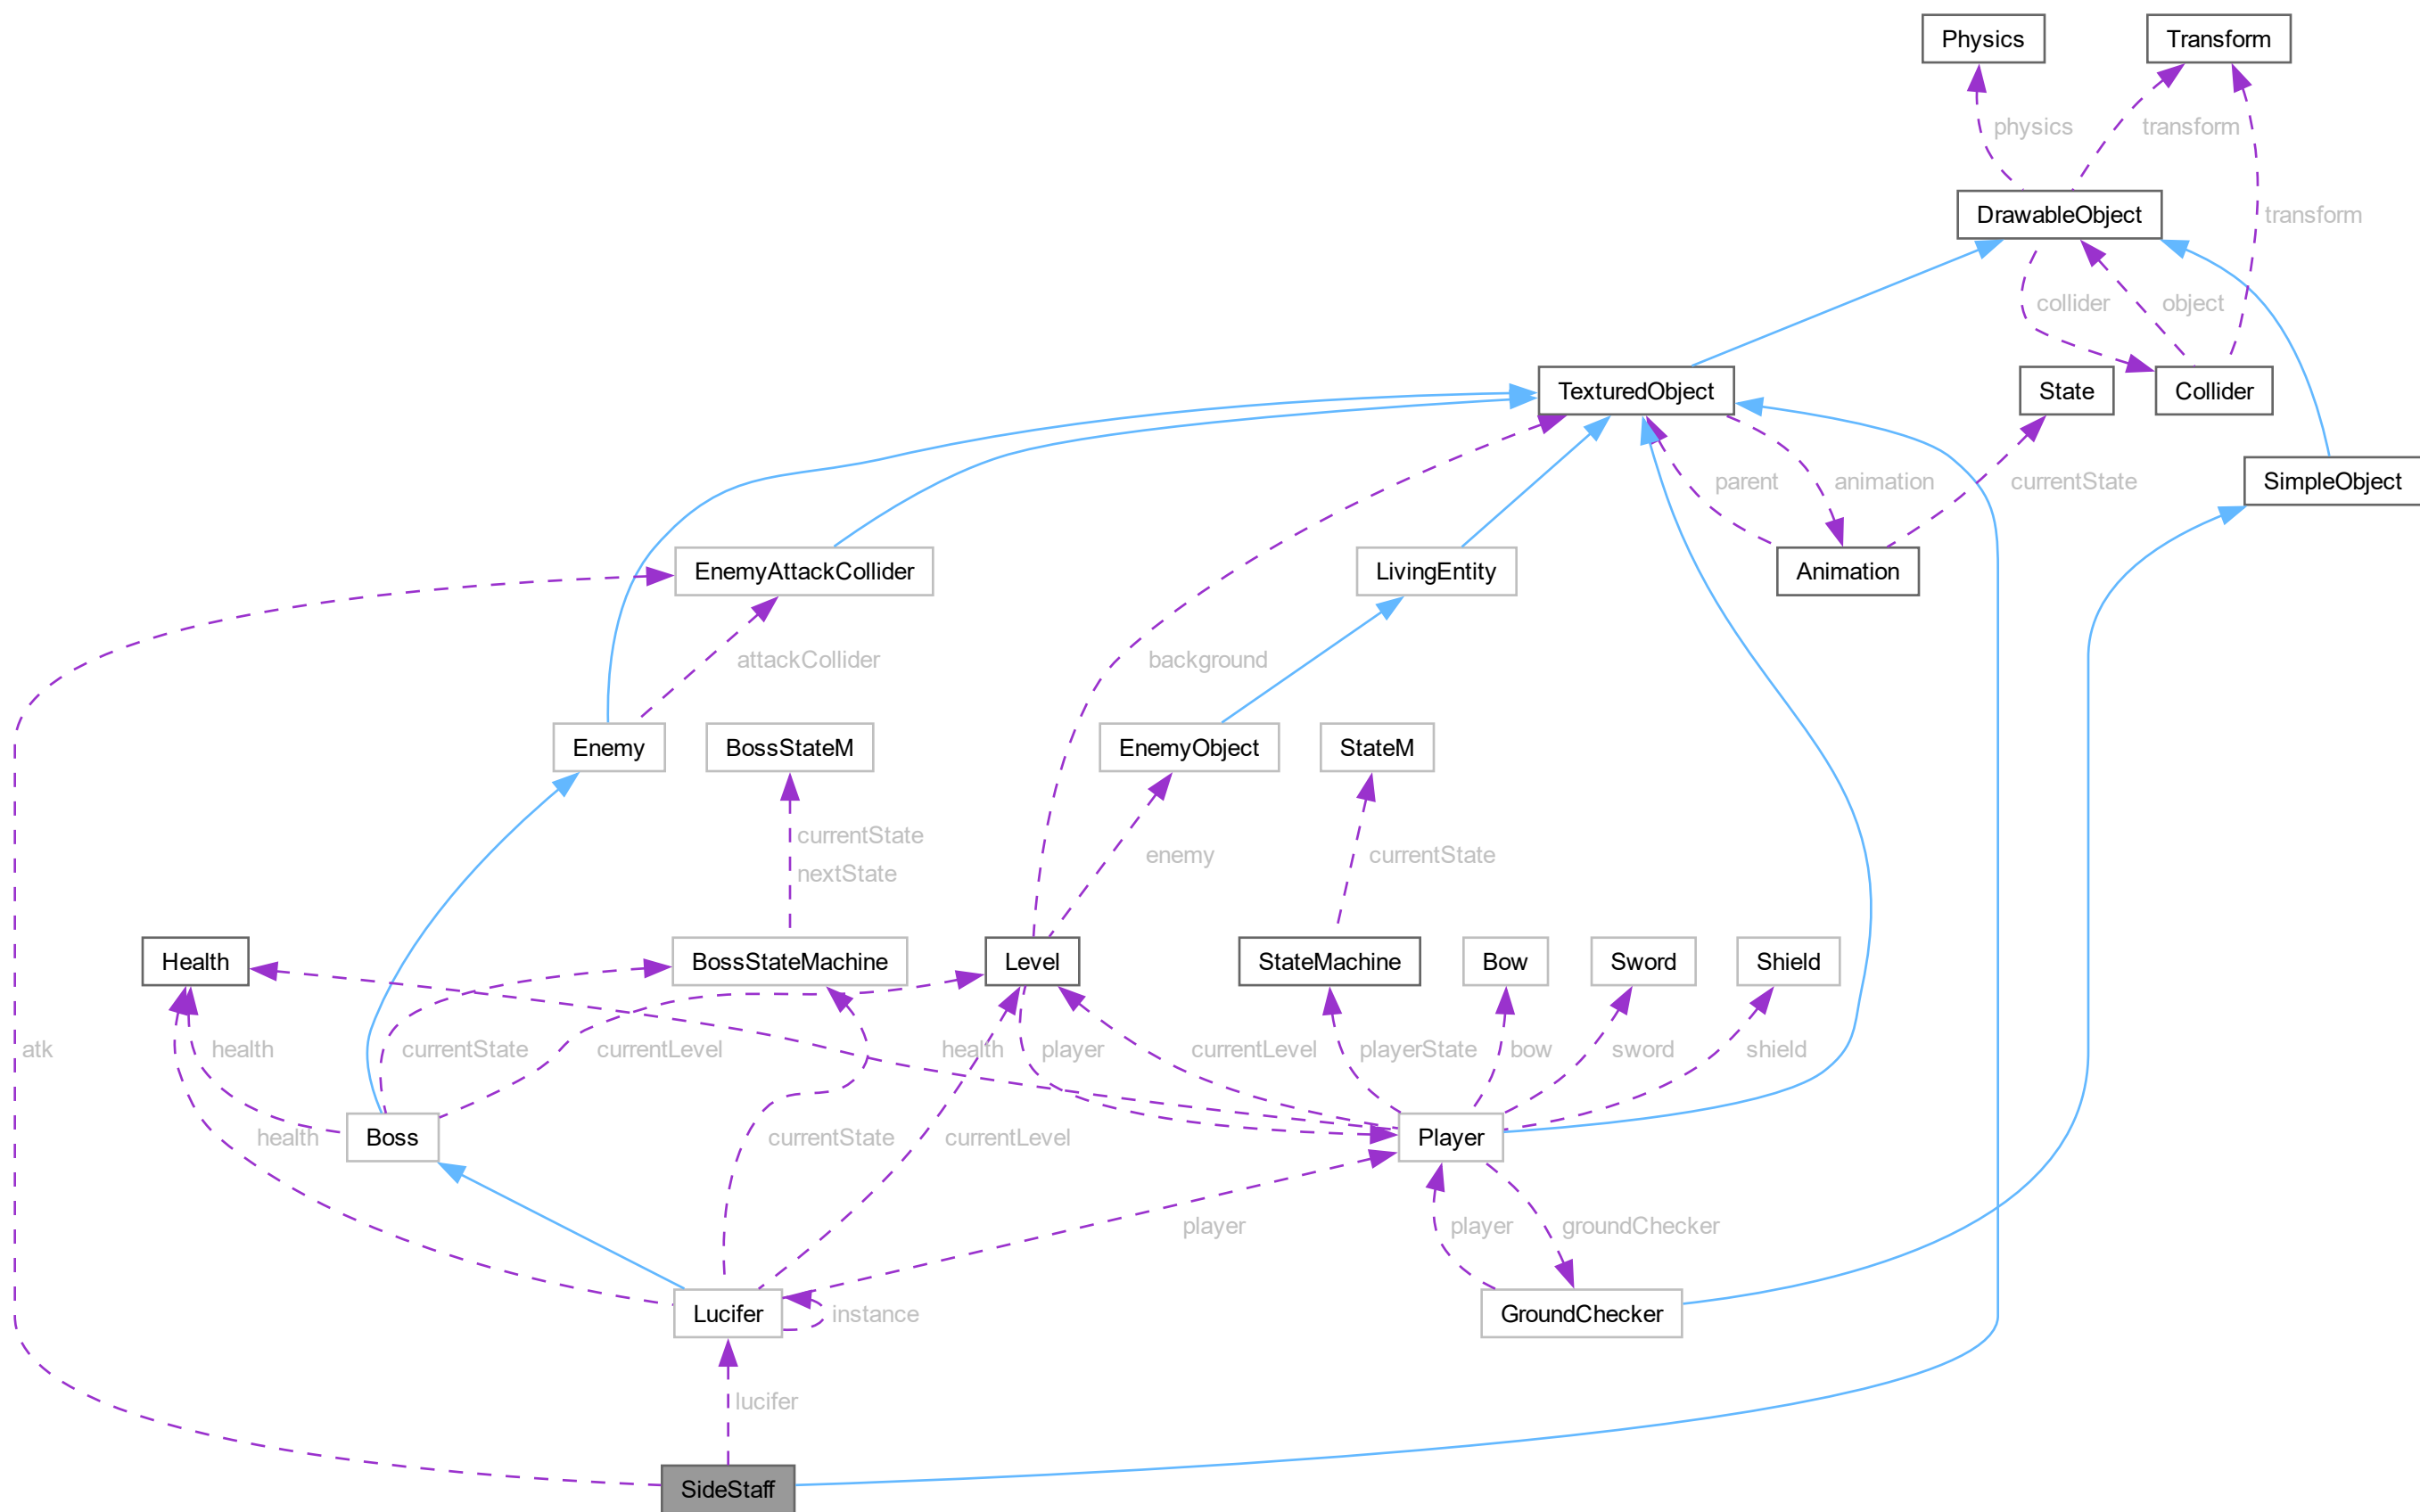 Physics
Transform
physics
transform
DrawableObject
transform
collider
object
TexturedObject
State
Collider
parent
animation
currentState
SimpleObject
EnemyAttackCollider
LivingEntity
Animation
attackCollider
background
Enemy
BossStateM
EnemyObject
StateM
currentState
nextState
enemy
currentState
Health
BossStateMachine
Level
StateMachine
Bow
Sword
Shield
atk
health
currentState
currentLevel
health
player
currentLevel
playerState
bow
sword
shield
Boss
health
currentState
currentLevel
Player
player
player
groundChecker
Lucifer
instance
GroundChecker
lucifer
SideStaff